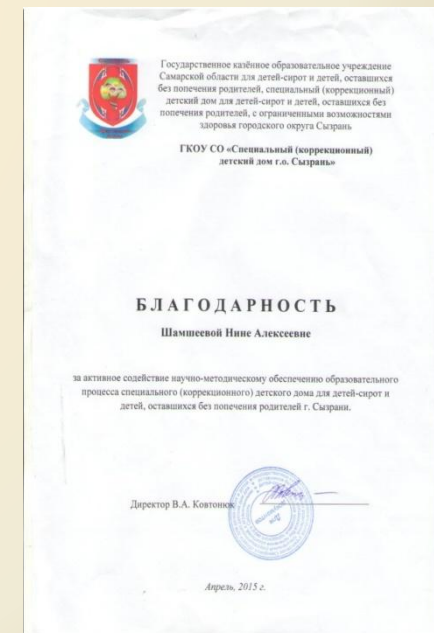 Государственное казённое образовательное учреждение
Самарской области для детей-сирот и детей, оставшихся
без попечения родителей, специальный (коррекционный)
детский дом для детей-сирот и детей, оставшихся без
попечения родителей, с ограниченными возможностями
здоровья городского округа Сызрань
ГКОУ СО «Специальный (коррекционный)
детский дом г.о. Сызрань»
БЛАГОДАРНОСТЬ
Шамшеевой Нине Алексеевне
за активное содействие научно-методическому обеспечению образовательного
процесса специального (коррекционного) детского дома для детей-сирот и
детей, оставшихся без попечения родителей г. Сызрани.
Директор В.А. Ковтонюк
Апрель, 2015 г.